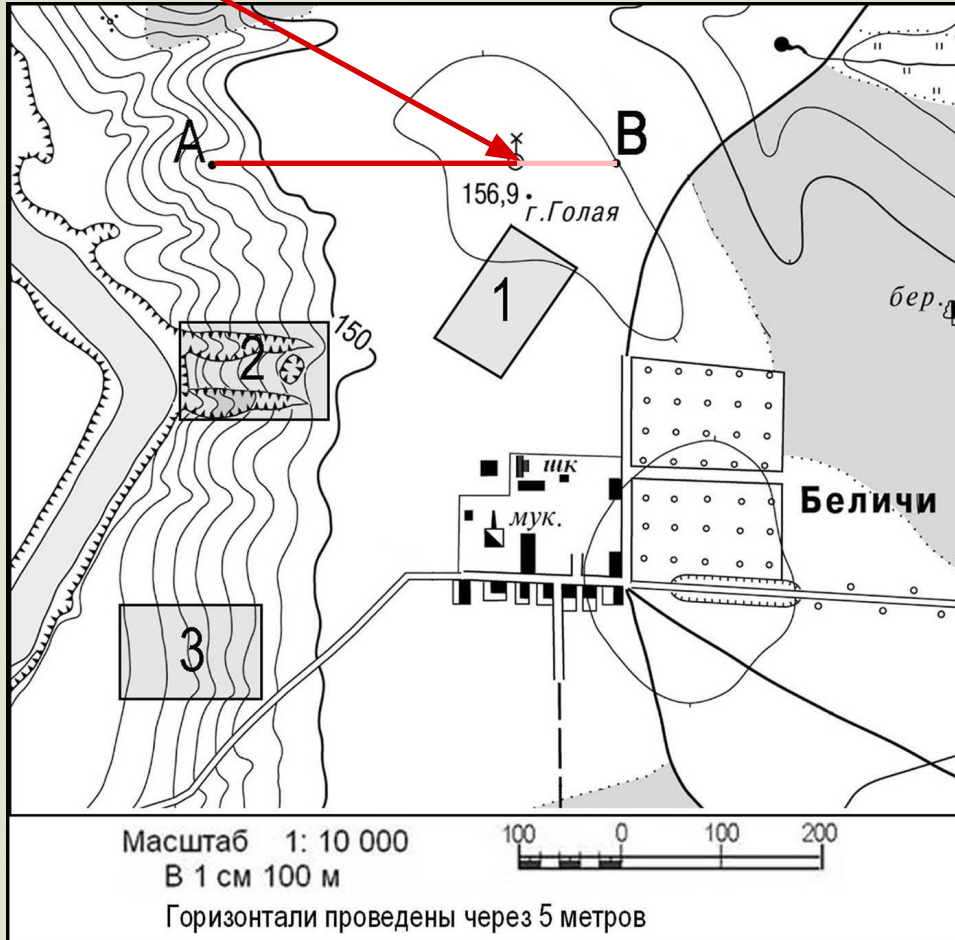 А
В
156,9
г.Голая
1
бер.
150
2
шк
Беличи
мук.
3
Масштаб 1: 10 000
В 1 см 100 м
100 0 100 200
Горизонтали проведены через 5 метров